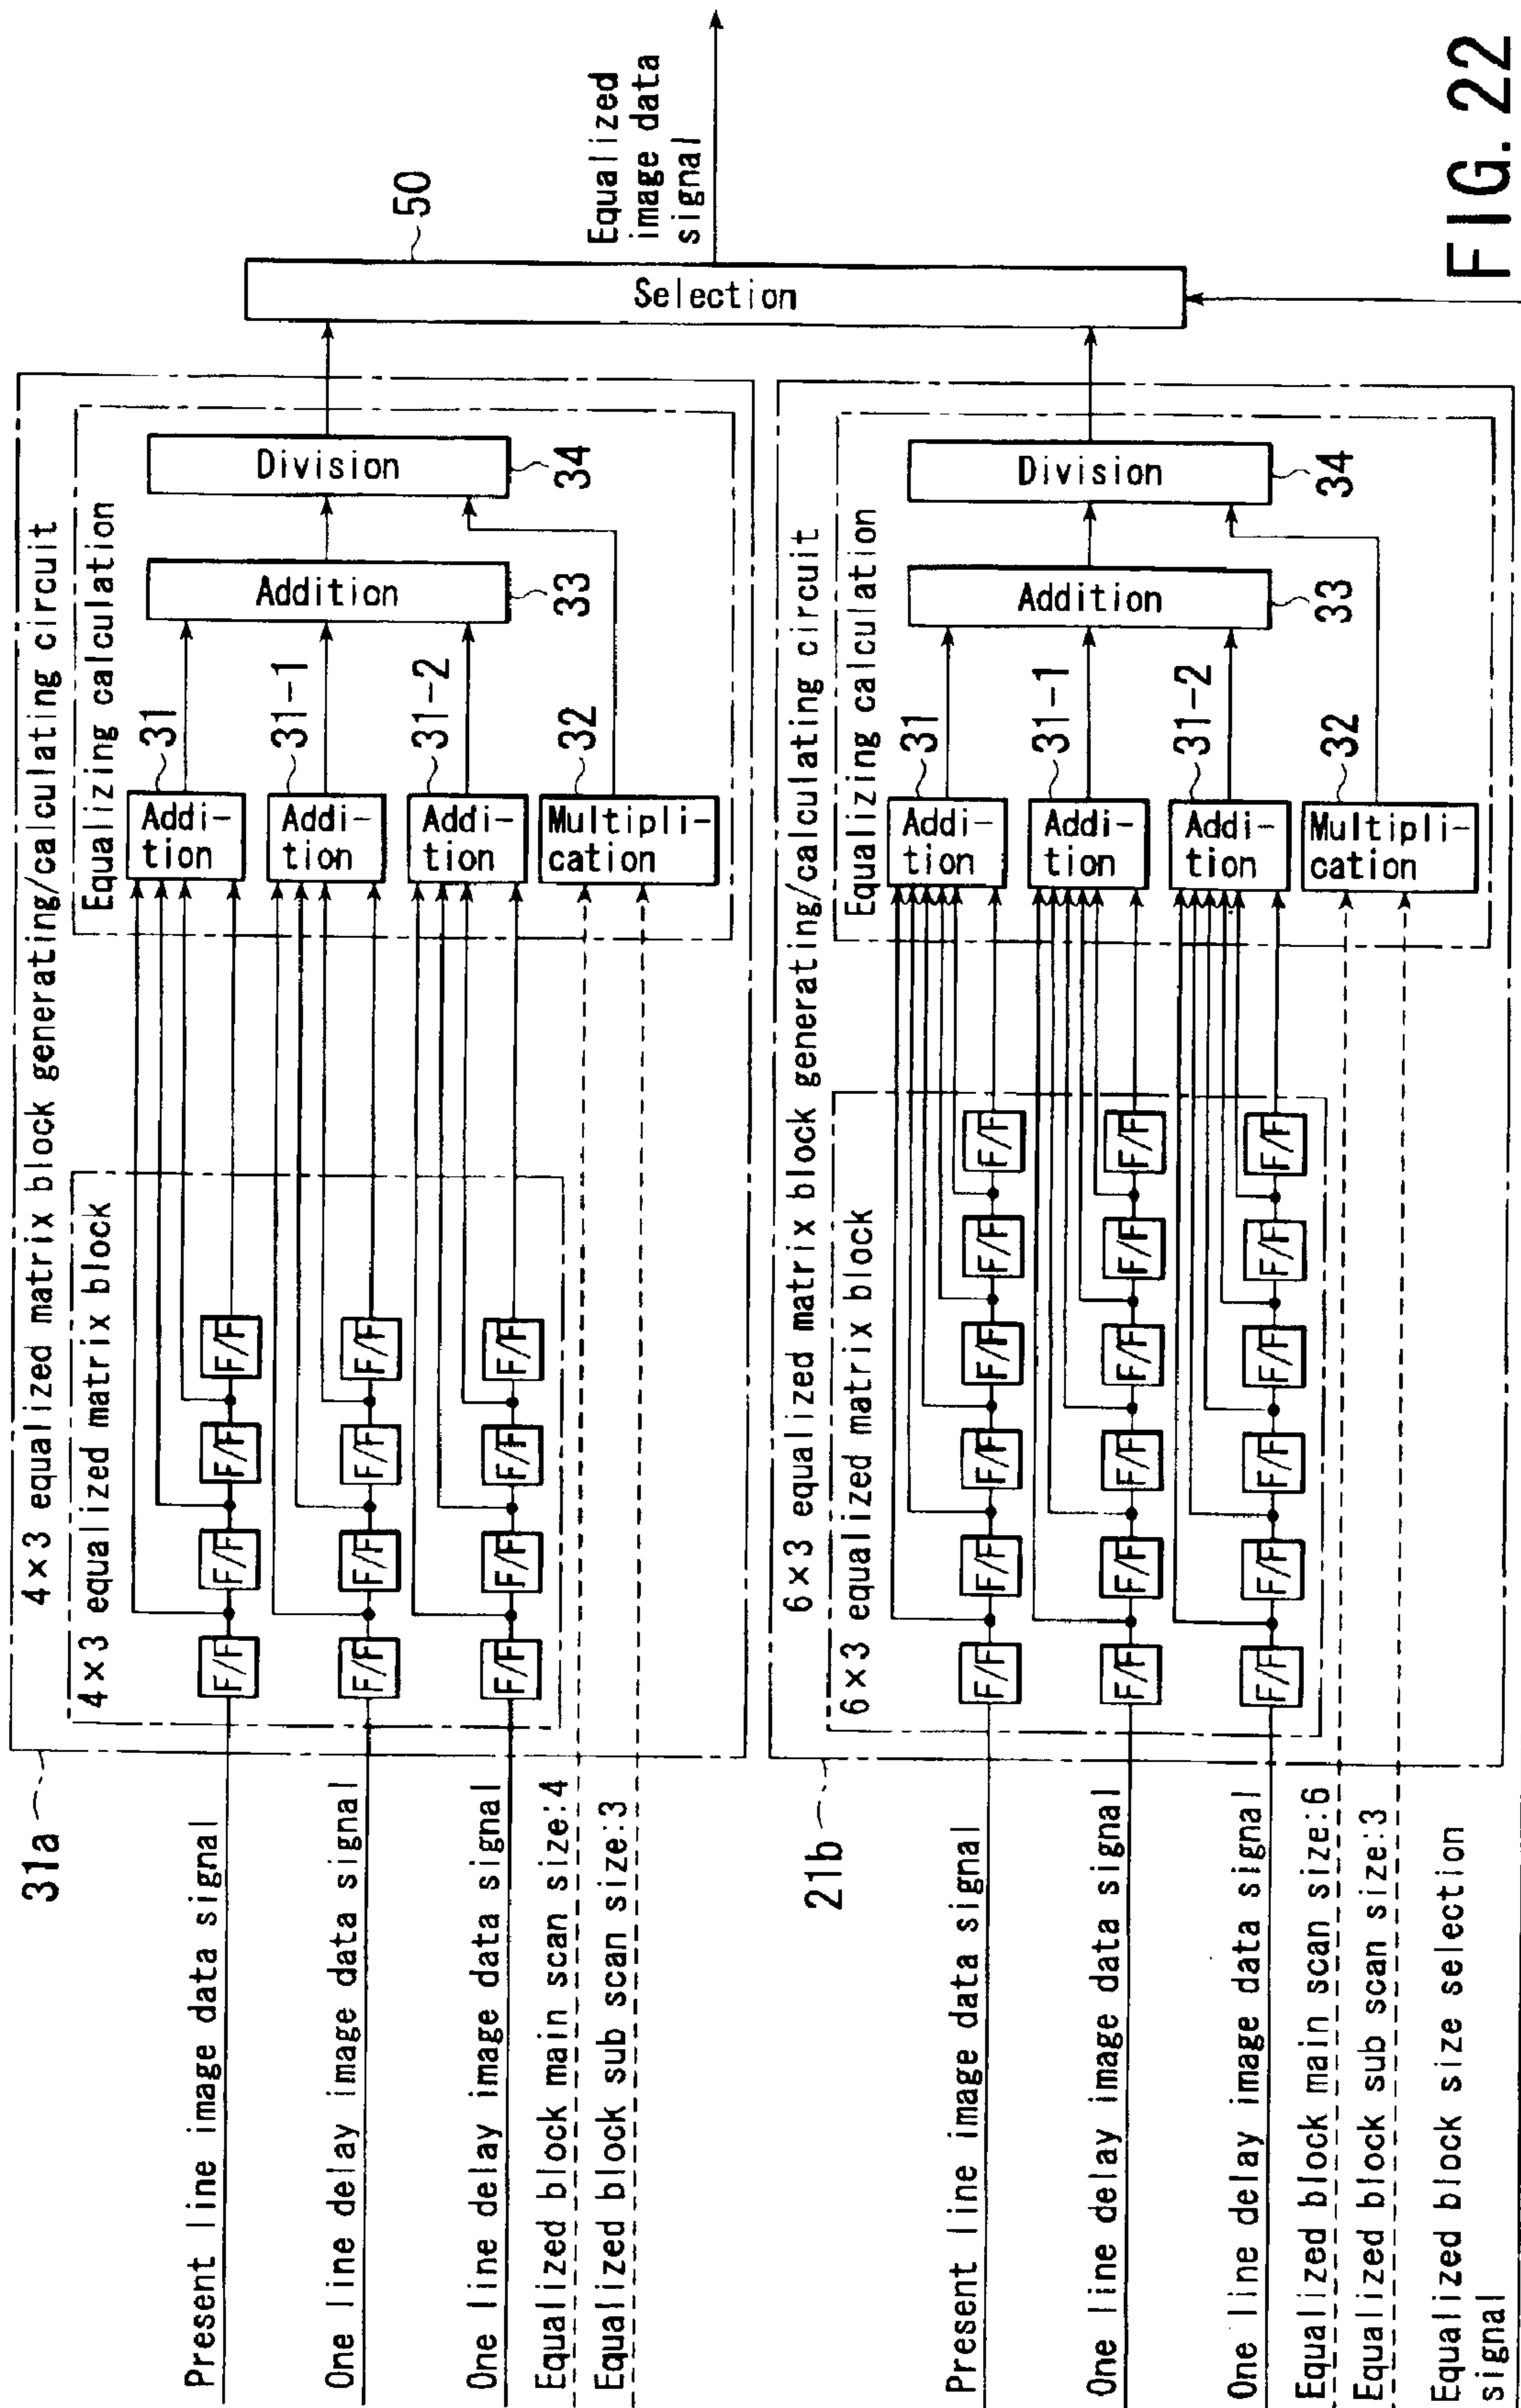 31a
4×3 equalized matrix block generating/calculating circuit
4×3 equalized matrix block
Equalizing calculation
Present line image data signal
F/F
F/F
F/F
F/F
Addi-
tion
31
One line delay image data signal
F/F
F/F
F/F
F/F
Addi-
tion
31-1
One line delay image data signal
F/F
F/F
F/F
F/F
Addi-
tion
31-2
Equalized block main scan size:4
Equalized block sub scan size:3
Multipli-
cation
32
Addition
33
Division
34
21b
6×3 equalized matrix block generating/calculating circuit
6×3 equalized matrix block
Equalizing calculation
Present line image data signal
F/F
F/F
F/F
F/F
F/F
F/F
Addi-
tion
31
One line delay image data signal
F/F
F/F
F/F
F/F
F/F
F/F
Addi-
tion
31-1
One line delay image data signal
F/F
F/F
F/F
F/F
F/F
F/F
Addi-
tion
31-2
Equalized block main scan size:6
Equalized block sub scan size:3
Multipli-
cation
32
Addition
33
Division
34
Equalized block size selection
signal
Selection
50
Equalized
image data
signal
FIG. 22